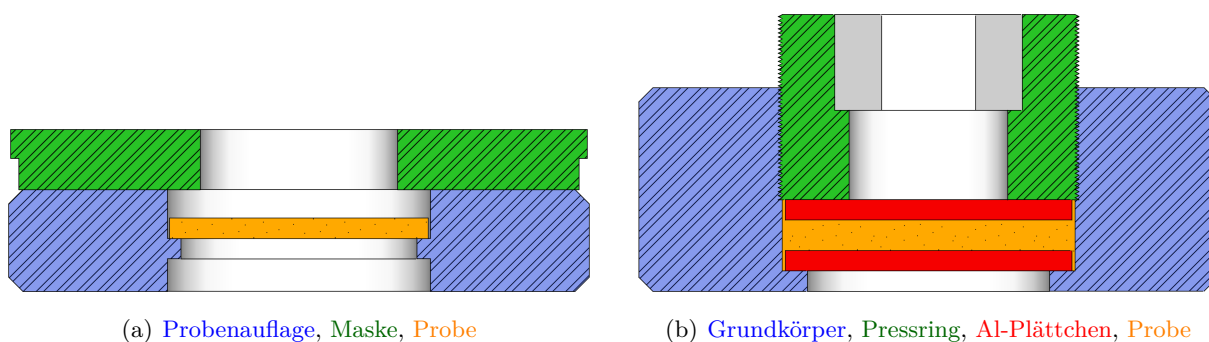 (a) Probenauflage, Maske, Probe
(b) Grundkörper, Pressring, Al-Plättchen, Probe